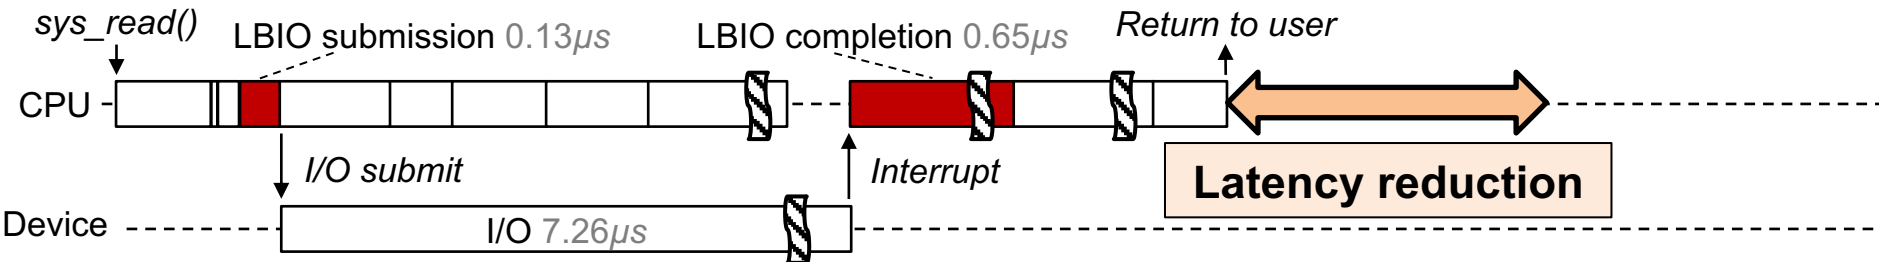 sys_read()
LBIO submission 0.13µs
LBIO completion 0.65µs
Return to user
CPU
I/O submit
Interrupt
Latency reduction
Device
I/O 7.26µs